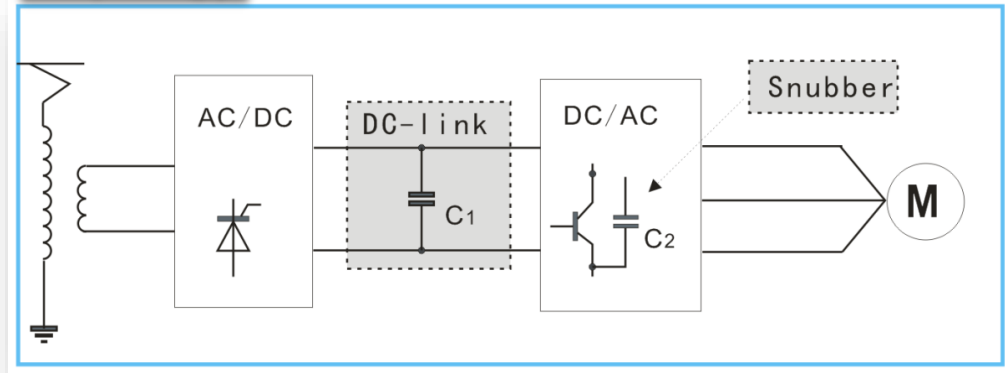 AC/DC
DC-link
C1
DC/AC
C2
Snubber
M